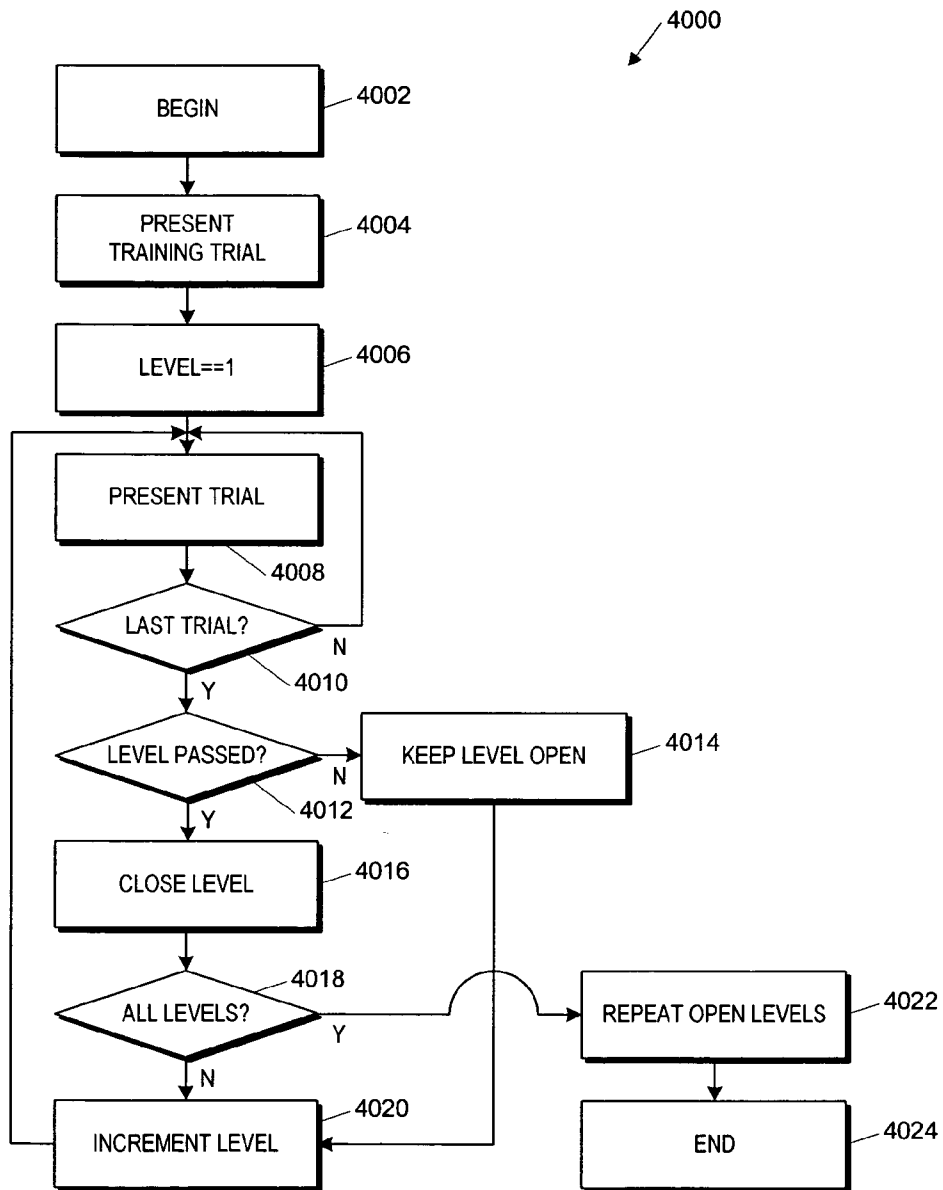 4000
BEGIN
4002
PRESENT
TRAINING TRIAL
4004
LEVEL==1
4006
PRESENT TRIAL
4008
LAST TRIAL?
N
4010
Y
LEVEL PASSED?
N
KEEP LEVEL OPEN
4014
4012
Y
CLOSE LEVEL
4016
4018
ALL LEVELS?
Y
REPEAT OPEN LEVELS
4022
N
4020
INCREMENT LEVEL
END
4024